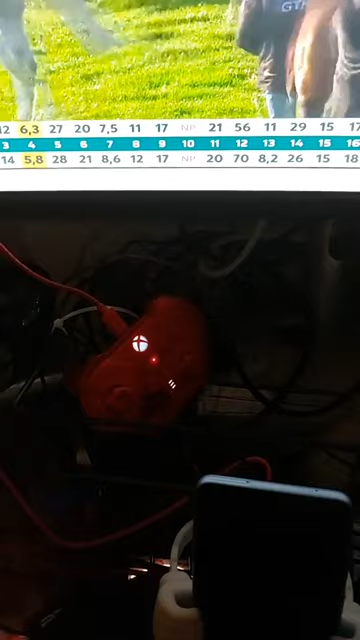 GTI
12 6,3 27 20 7,5 11 17 NP 21 56 11 29 15 17
3 4 5 6 7 8 9 10 11 12 13 14 15 16
14 5,8 28 21 8,6 12 17 NP 20 70 8,2 26 15 18